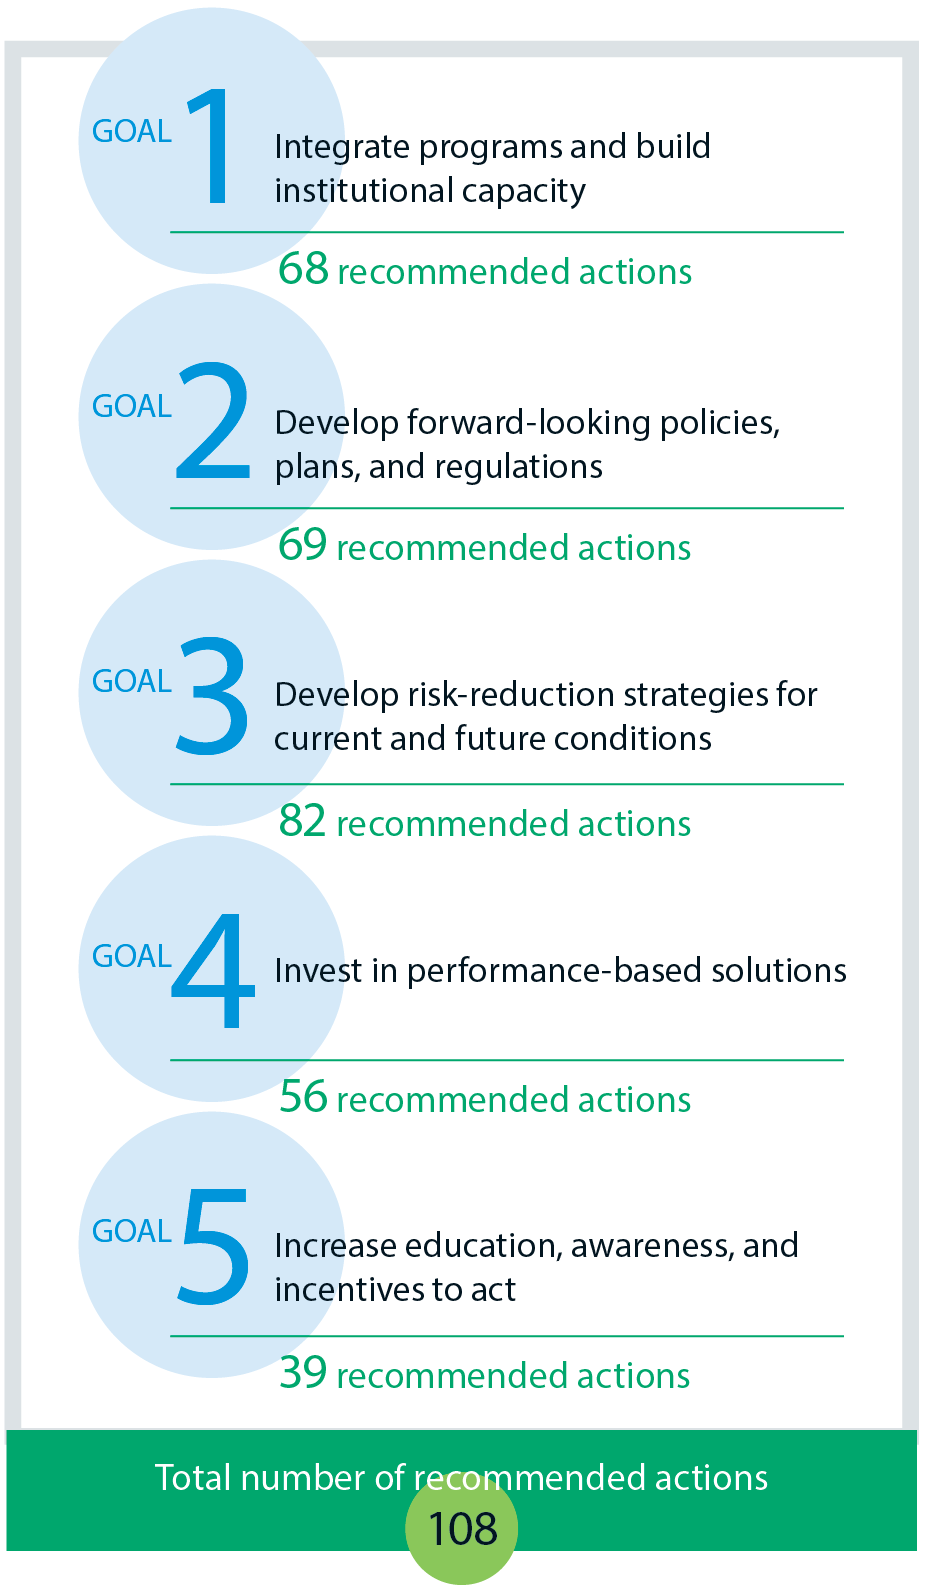 GOAL 1
Integrate programs and build
institutional capacity
68 recommended actions
GOAL 2
Develop forward-looking policies,
plans, and regulations
69 recommended actions
GOAL 3
Develop risk-reduction strategies for
current and future conditions
82 recommended actions
GOAL 4
Invest in performance-based solutions
56 recommended actions
GOAL 5
Increase education, awareness, and
incentives to act
39 recommended actions
Total number of recommended actions
108